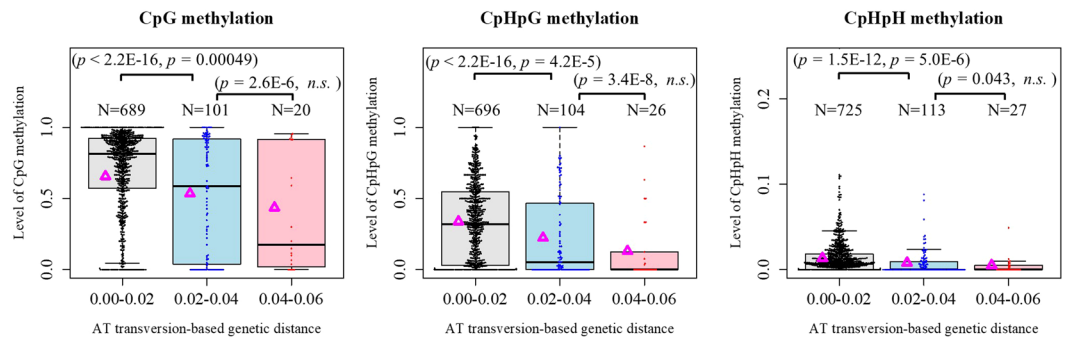 CpG methylation
(p < 2.2E-16, p = 0.00049)
(p = 2.6E-6, n.s. )
N=689 N=101 N=20
Level of CpG methylation
1.0
0.5
0.0
0.00-0.02 0.02-0.04 0.04-0.06
AT transversion-based genetic distance
CpHpG methylation
(p <2.2E-16, p = 4.2E-5)
(p = 3.4E-8, n.s. )
N=696 N=104 N=26
Level of CpHpG methylation
1.0
0.5
0.0
0.00-0.02 0.02-0.04 0.04-0.06
AT transversion-based genetic distance
CpHpH methylation
(p = 1.5E-12, p = 5.0E-6)
(p = 0.043, n.s. )
N=725 N=113 N=27
Level of CpHpH methylation
0.2
0.1
0.0
0.00-0.02 0.02-0.04 0.04-0.06
AT transversion-based genetic distance